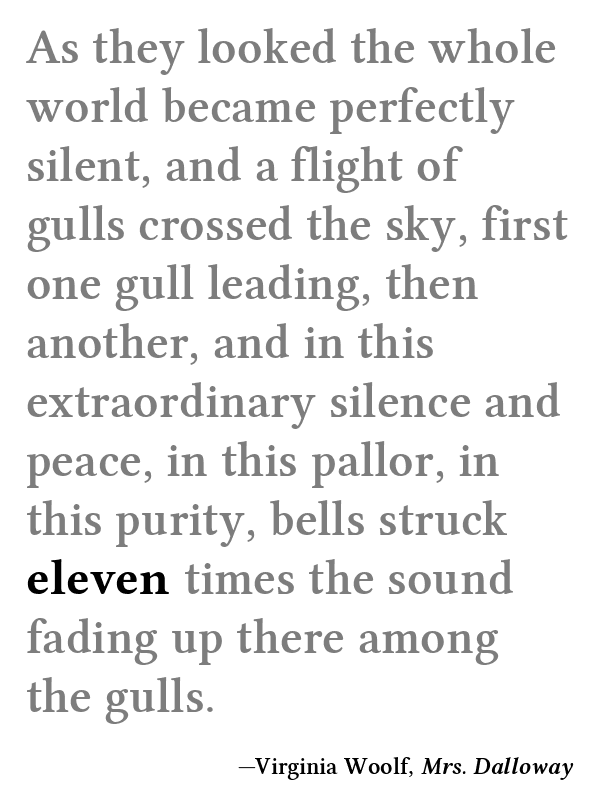 As they looked the whole
world became perfectly
silent, and a flight of
gulls crossed the sky, first
one gull leading, then
another, and in this
extraordinary silence and
peace, in this pallor, in
this purity, bells struck
eleven times the sound
fading up there among
the gulls.
—Virginia Woolf, Mrs. Dalloway